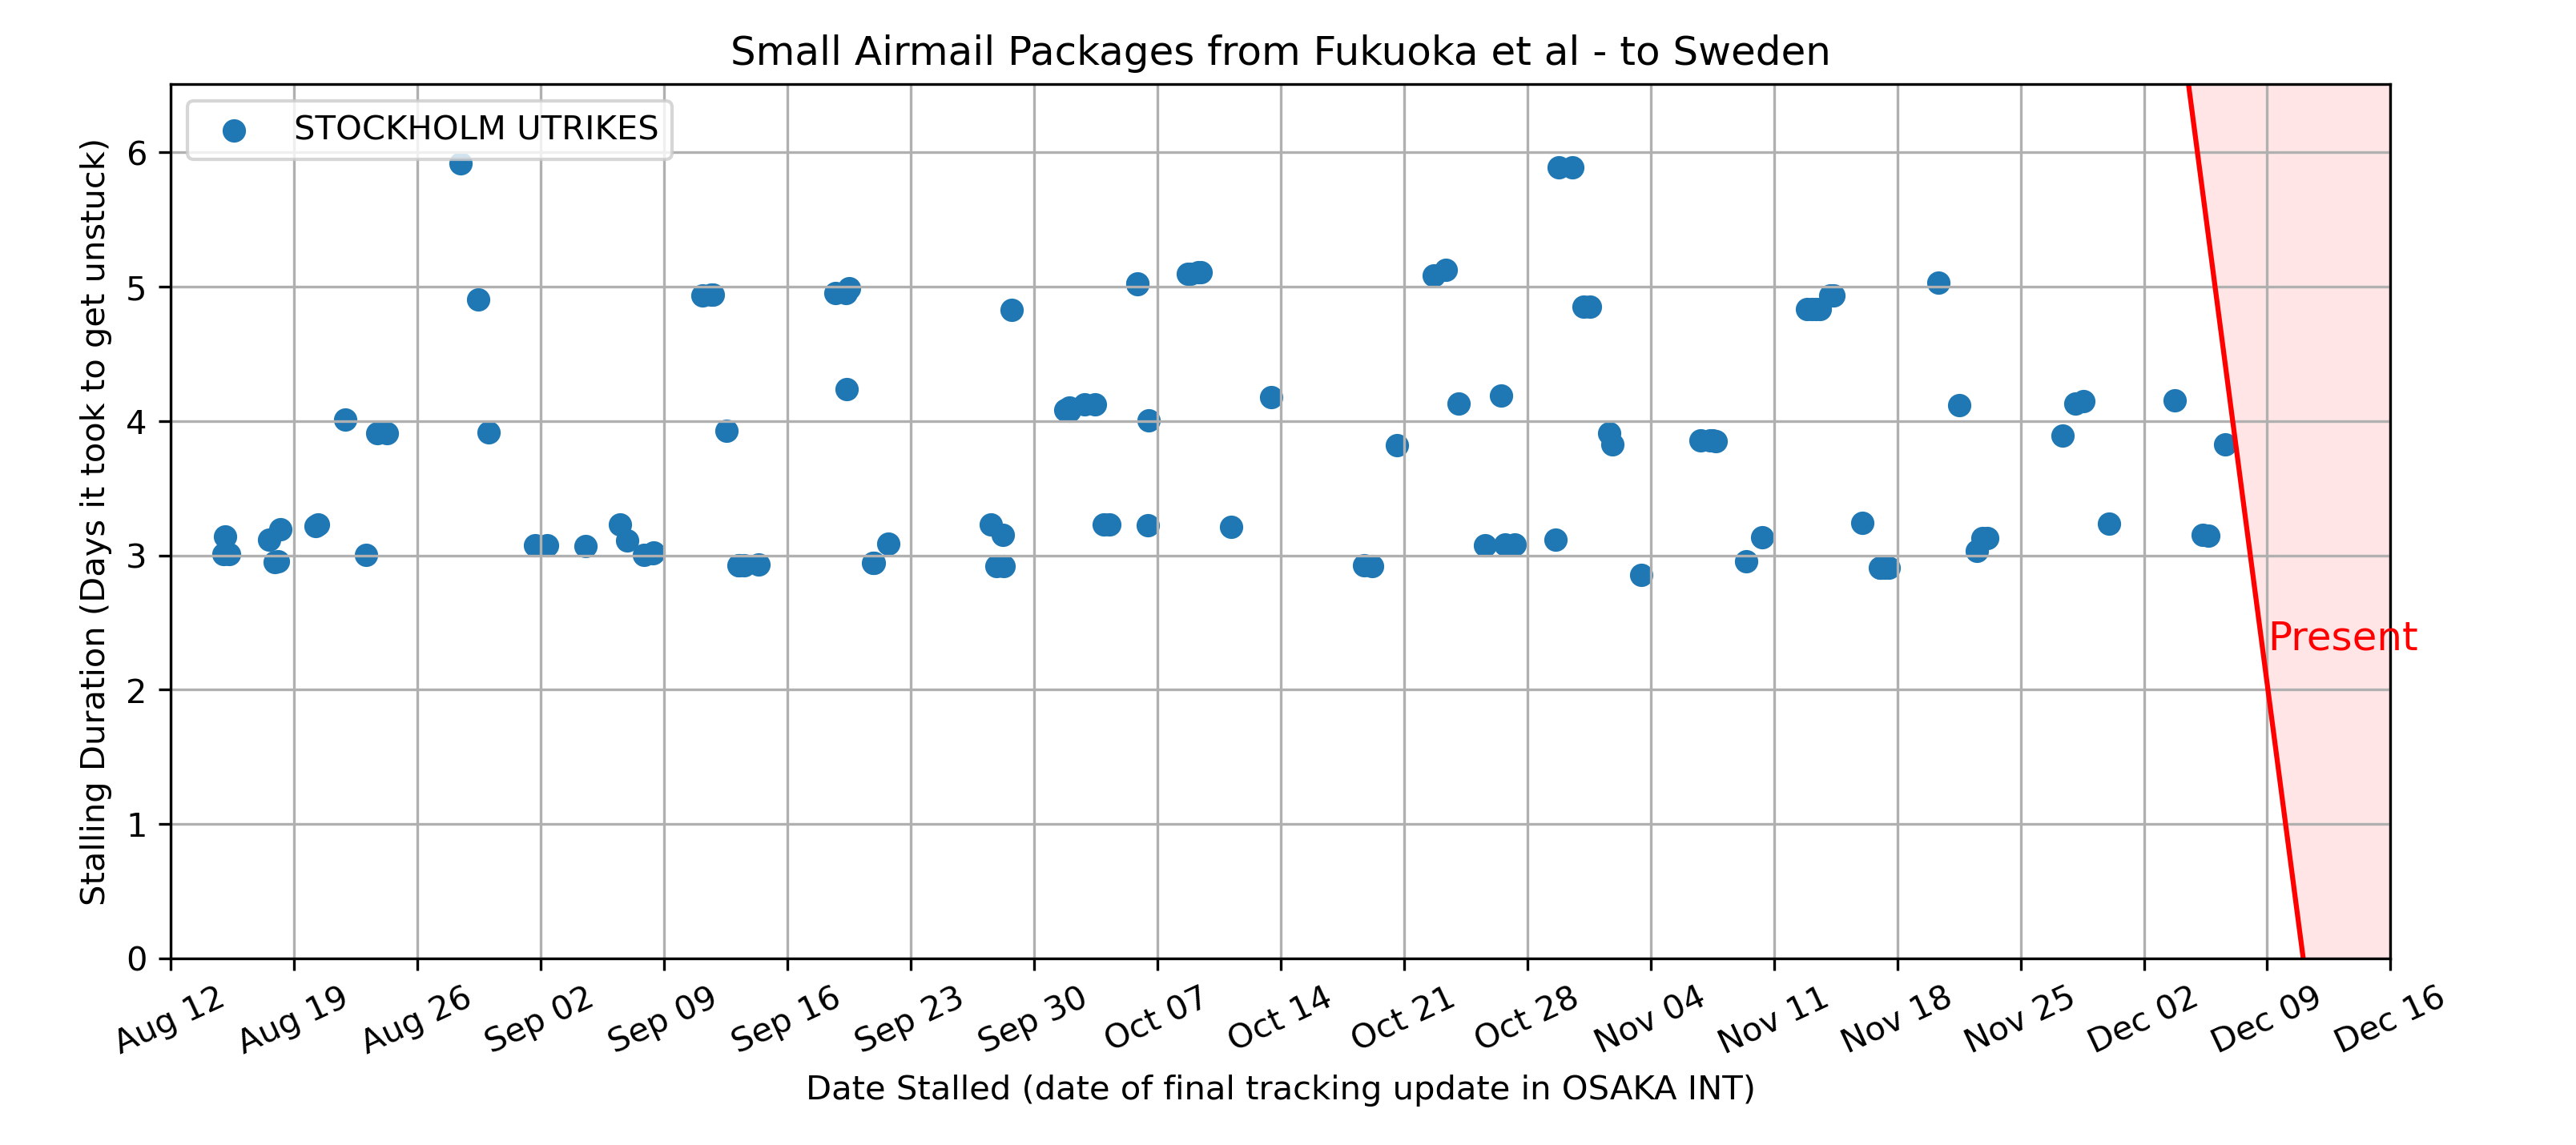 Small Airmail Packages from Fukuoka et al - to Sweden
STOCKHOLM UTRIKES
Stalling Duration (Days it took to get unstuck)
6
5
4
3
2
1
0
Present
Aug 12
Aug 19
Aug 26
Sep 02
Sep 09
Sep 16
Sep 23
Sep 30
Oct 07
Oct 14
Oct 21
Oct 28
Nov 04
Nov 11
Nov 18
Nov 25
Dec 02
Dec 09
Dec 16
Date Stalled (date of final tracking update in OSAKA INT)